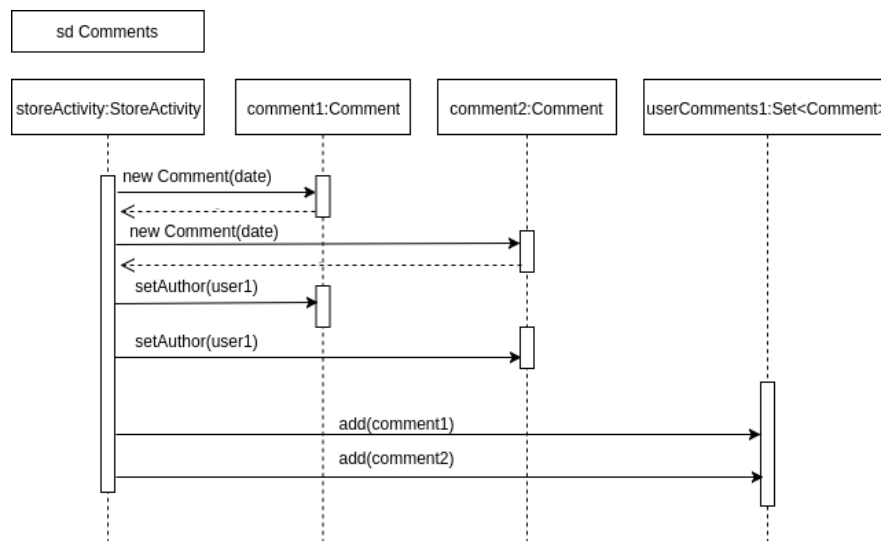 sd Comments
storeActivity:StoreActivity
comment1:Comment
comment2:Comment
userComments1:Set<Comment>
new Comment(date)
new Comment(date)
setAuthor(user1)
setAuthor(user1)
add(comment1)
add(comment2)